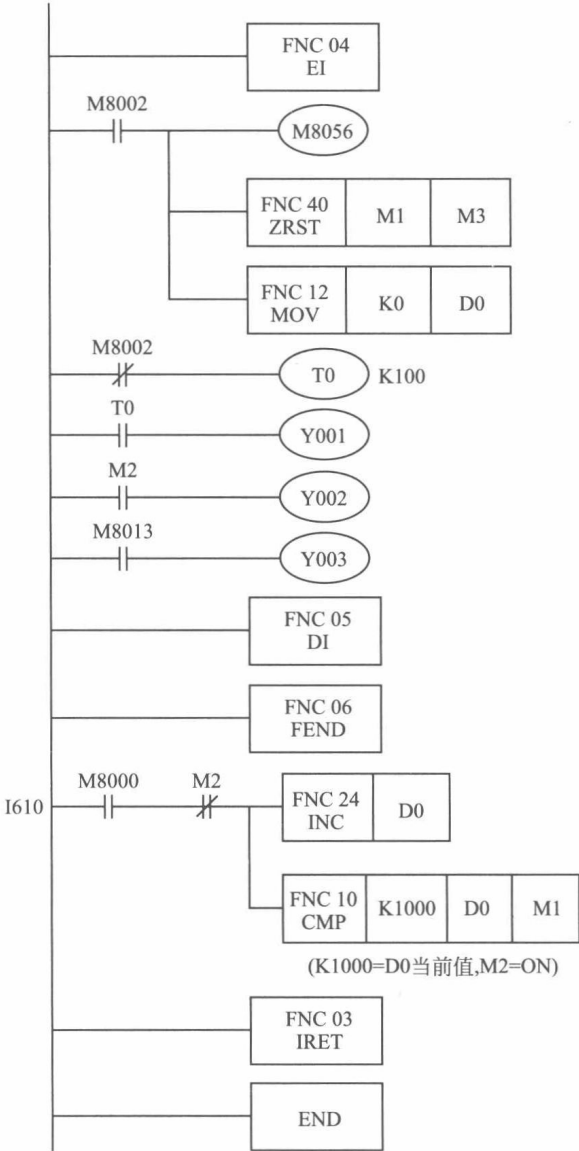 FNC 04
EI
M8002
M8056
FNC 40
ZRST
M1
M3
FNC 12
MOV
K0
D0
M8002
T0
K100
T0
Y001
M2
Y002
M8013
Y003
FNC 05
DI
FNC 06
FEND
I610
M8000
M2
FNC 24
INC
D0
FNC 10
CMP
K1000
D0
M1
(K1000=D0当前值,M2=ON)
FNC 03
IRET
END